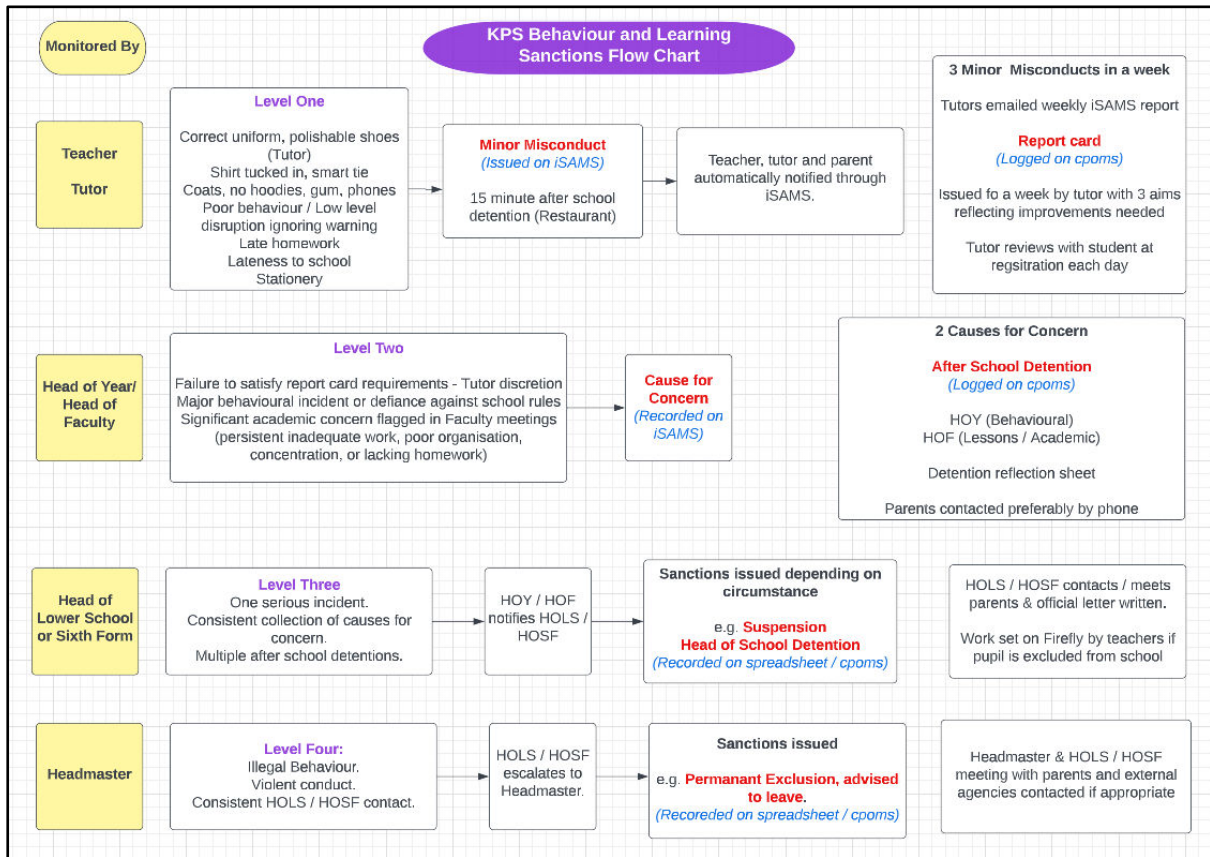 Monitored By
KPS Behaviour and Learning
Sanctions Flow Chart
Teacher
Tutor
Level One
Correct uniform, polishable shoes
(Tutor)
Shirt tucked in, smart tie
Coats, no hoodies, gum, phones
Poor behaviour / Low level
disruption ignoring warning
Late homework
Lateness to school
Stationery
Minor Misconduct
(Issued on iSAMS)
15 minute after school
detention (Restaurant)
Teacher, tutor and parent
automatically notified through
iSAMS.
3 Minor Misconducts in a week
Tutors emailed weekly iSAMS report
Report card
(Logged on cpoms)
Issued fo a week by tutor with 3 aims
reflecting improvements needed
Tutor reviews with student at
regsitration each day
Head of Year/
Head of
Faculty
Level Two
Failure to satisfy report card requirements - Tutor discretion
Major behavioural incident or defiance against school rules
Significant academic concern flagged in Faculty meetings
(persistent inadequate work, poor organisation,
concentration, or lacking homework)
Cause for
Concern
(Recorded on
iSAMS)
2 Causes for Concern
After School Detention
(Logged on cpoms)
HOY (Behavioural)
HOF (Lessons / Academic)
Detention reflection sheet
Parents contacted preferably by phone
Head of
Lower School
or Sixth Form
Level Three
One serious incident.
Consistent collection of causes for
concern.
Multiple after school detentions.
HOY / HOF
notifies HOLS /
HOSF
Sanctions issued depending on
circumstance
e.g. Suspension
Head of School Detention
(Recorded on spreadsheet / cpoms)
HOLS / HOSF contacts / meets
parents & official letter written.
Work set on Firefly by teachers if
pupil is excluded from school
Headmaster
Level Four:
Illegal Behaviour.
Violent conduct.
Consistent HOLS / HOSF contact.
HOLS / HOSF
escalates to
Headmaster.
Sanctions issued
e.g. Permanant Exclusion, advised
to leave.
(Recoreded on spreadsheet / cpoms)
Headmaster & HOLS / HOSF
meeting with parents and external
agencies contacted if appropriate